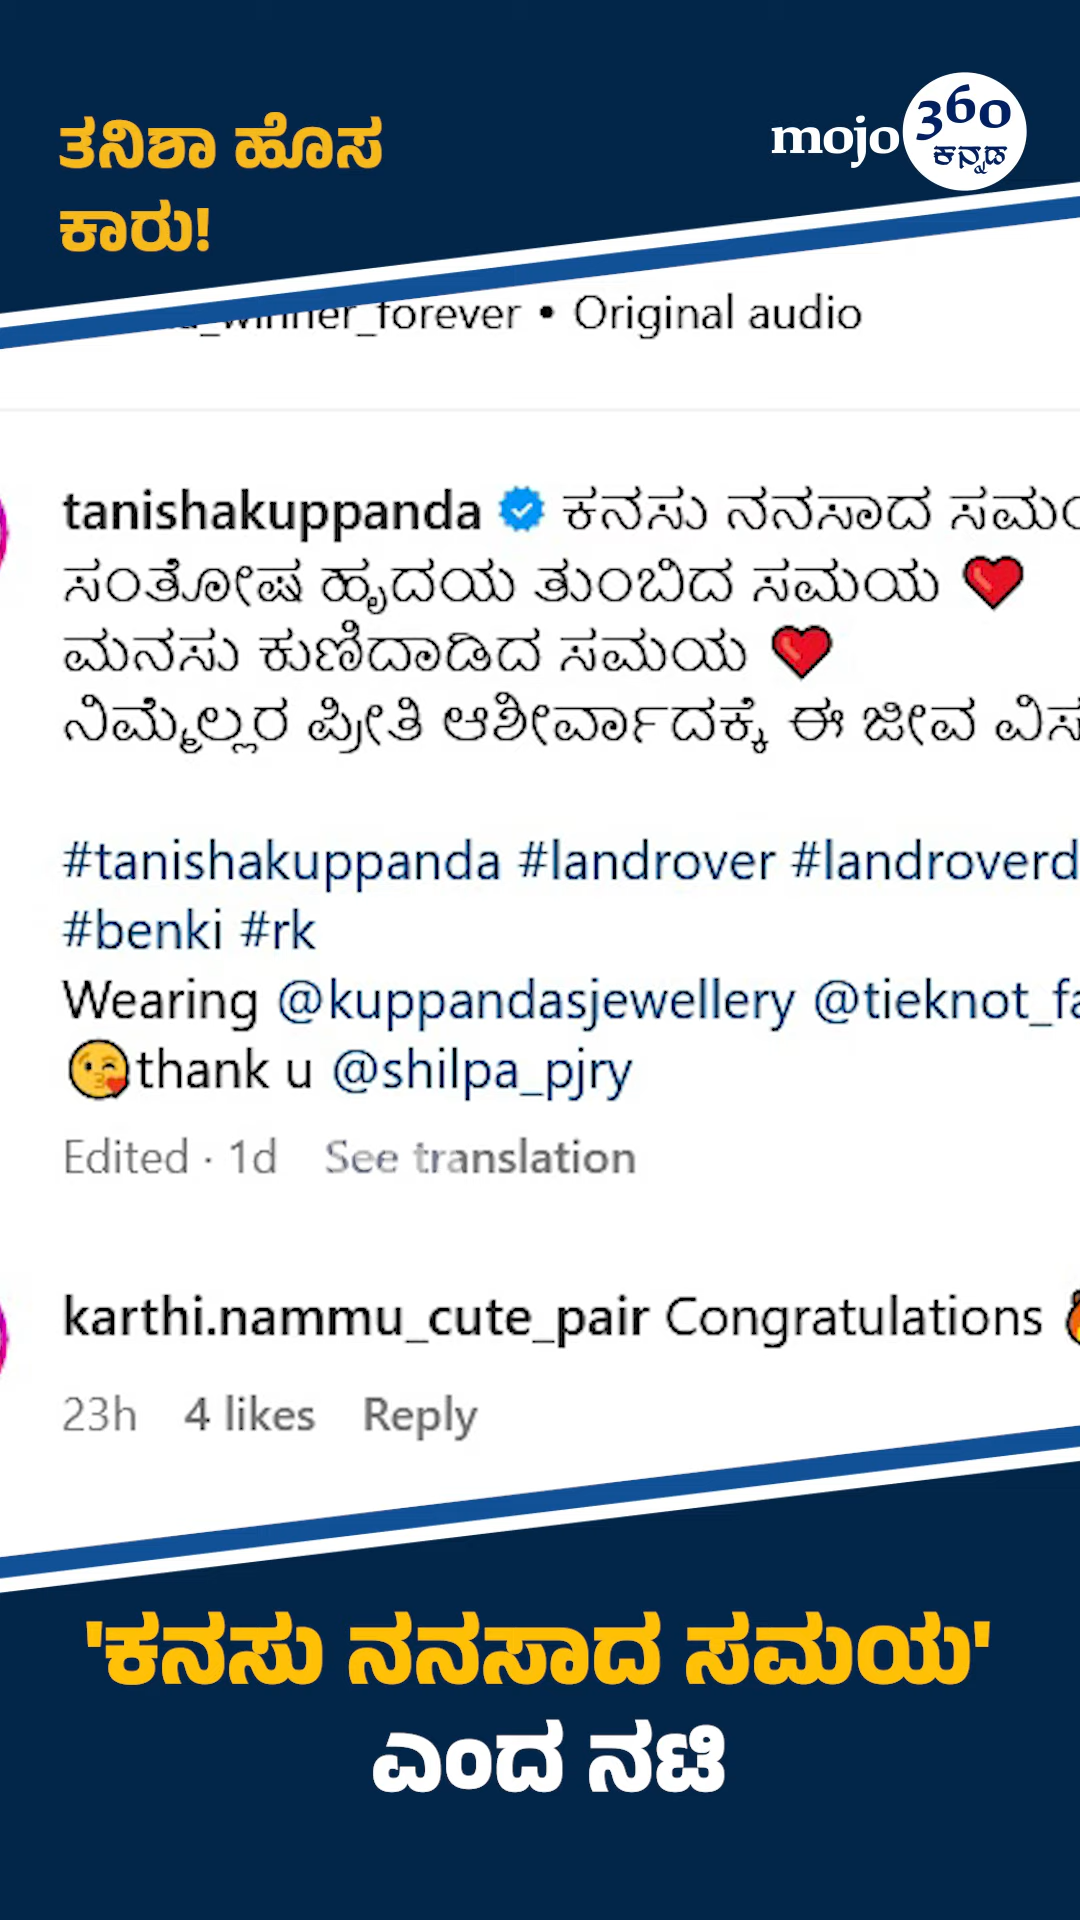 ತನಿಶಾ ಹೊಸ
ಕಾರು!
mojo 360
ಕನ್ನಡ
winner_forever • Original audio
tanishakuppanda ಕನಸು ನನಸಾದ
ಸಂತೋಷ ಹೃದಯ ತುಂಬಿದ ಸಮಯ ❤️
ಮನಸು ಕುಣಿದಾಡಿದ ಸಮಯ ❤️
ನಿಮ್ಮೆಲ್ಲರ ಪ್ರೀತಿ ಆಶೀರ್ವಾದಕ್ಕೆ ಈ ಜೀವ
#tanishakuppanda #landrover #landroverd
#benki #rk
Wearing @kuppandasjewellery @tieknot_fa
😘thank u @shilpa_pjry
Edited · 1d See translation
karthi.nammu_cute_pair Congratulations
23h 4 likes Reply
'ಕನಸು ನನಸಾದ ಸಮಯ'
ಎಂದ ನಟಿ